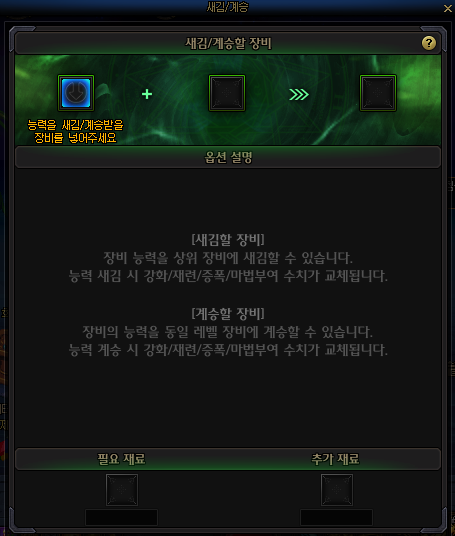 새김/계승
새김/계승할 장비
?
+
능력을 새김/계승받을
장비를 넣어주세요
옵션 설명
[새김할 장비]
장비 능력을 상위 장비에 새김할 수 있습니다.
능력 새김 시 강화/재련/증폭/마법부여 수치가 교체됩니다.
[계승할 장비]
장비의 능력을 동일 레벨 장비에 계승할 수 있습니다.
능력 계승 시 강화/재련/증폭/마법부여 수치가 교체됩니다.
필요 재료
추가 재료